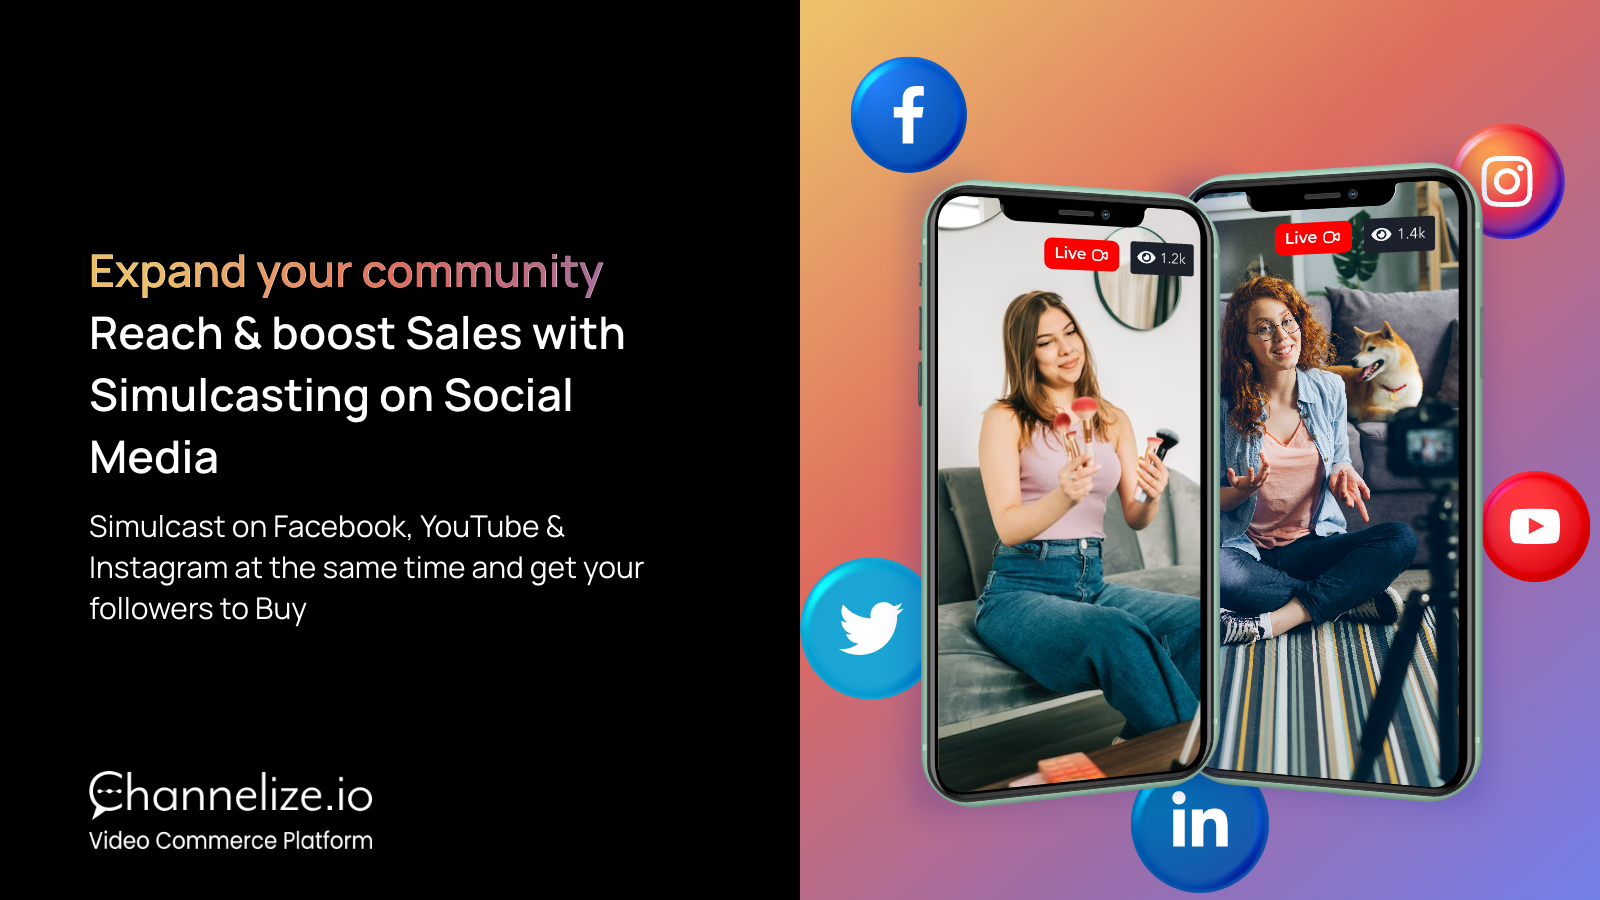 Expand your community
Reach & boost Sales with
Simulcasting on Social
Media
Simulcast on Facebook, YouTube &
Instagram at the same time and get your
followers to Buy
Channelize.io
Video Commerce Platform
Live
1.2k
Live
1.4k
in